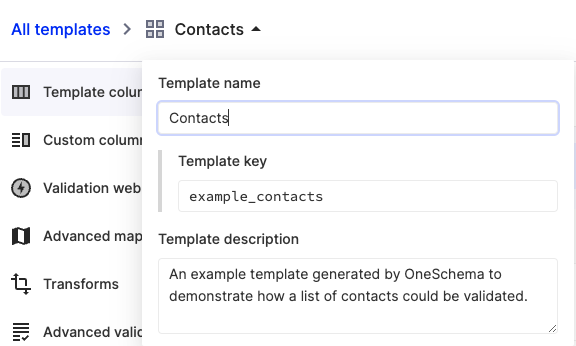 All templates > Contacts
Template name
Contacts
Template key
example_contacts
Template description
An example template generated by OneSchema to
demonstrate how a list of contacts could be validated.
Template colu
Custom colum
Validation web
Advanced map
Transforms
Advanced valid